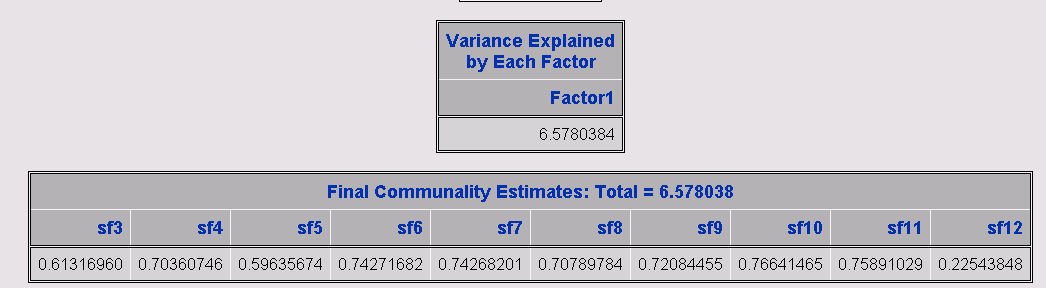 Variance Explained
by Each Factor
Factor1
6.5780384
Final Communality Estimates: Total = 6.578038
sf3 sf4 sf5 sf6 sf7 sf8 sf9 sf10 sf11 sf12
0.61316960 0.70360746 0.59635674 0.74271682 0.74268201 0.70789784 0.72084455 0.76641465 0.75891029 0.22543848